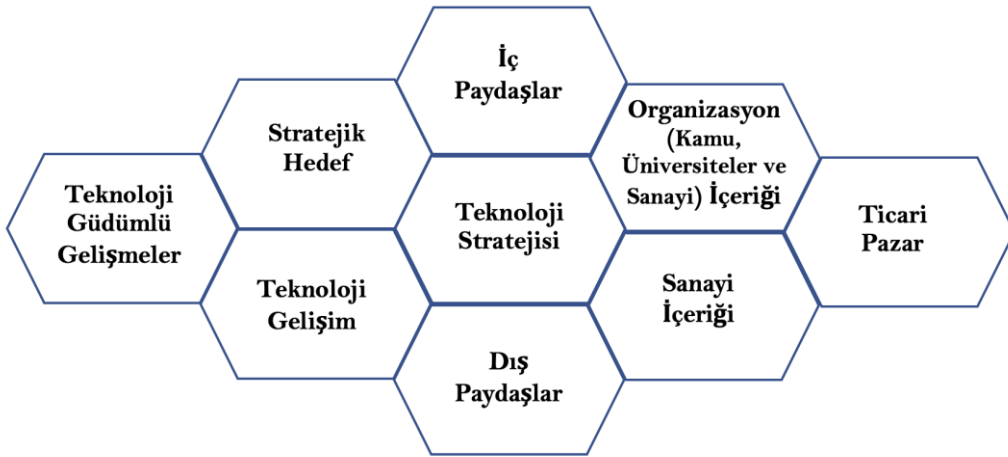 İç
Paydaşlar
Stratejik
Hedef
Organizasyon
(Kamu,
Üniversiteler ve
Sanayi) İçeriği
Teknoloji
Güdümlü
Gelişmeler
Teknoloji
Stratejisi
Ticari
Pazar
Teknoloji
Gelişim
Sanayi
İçeriği
Dış
Paydaşlar